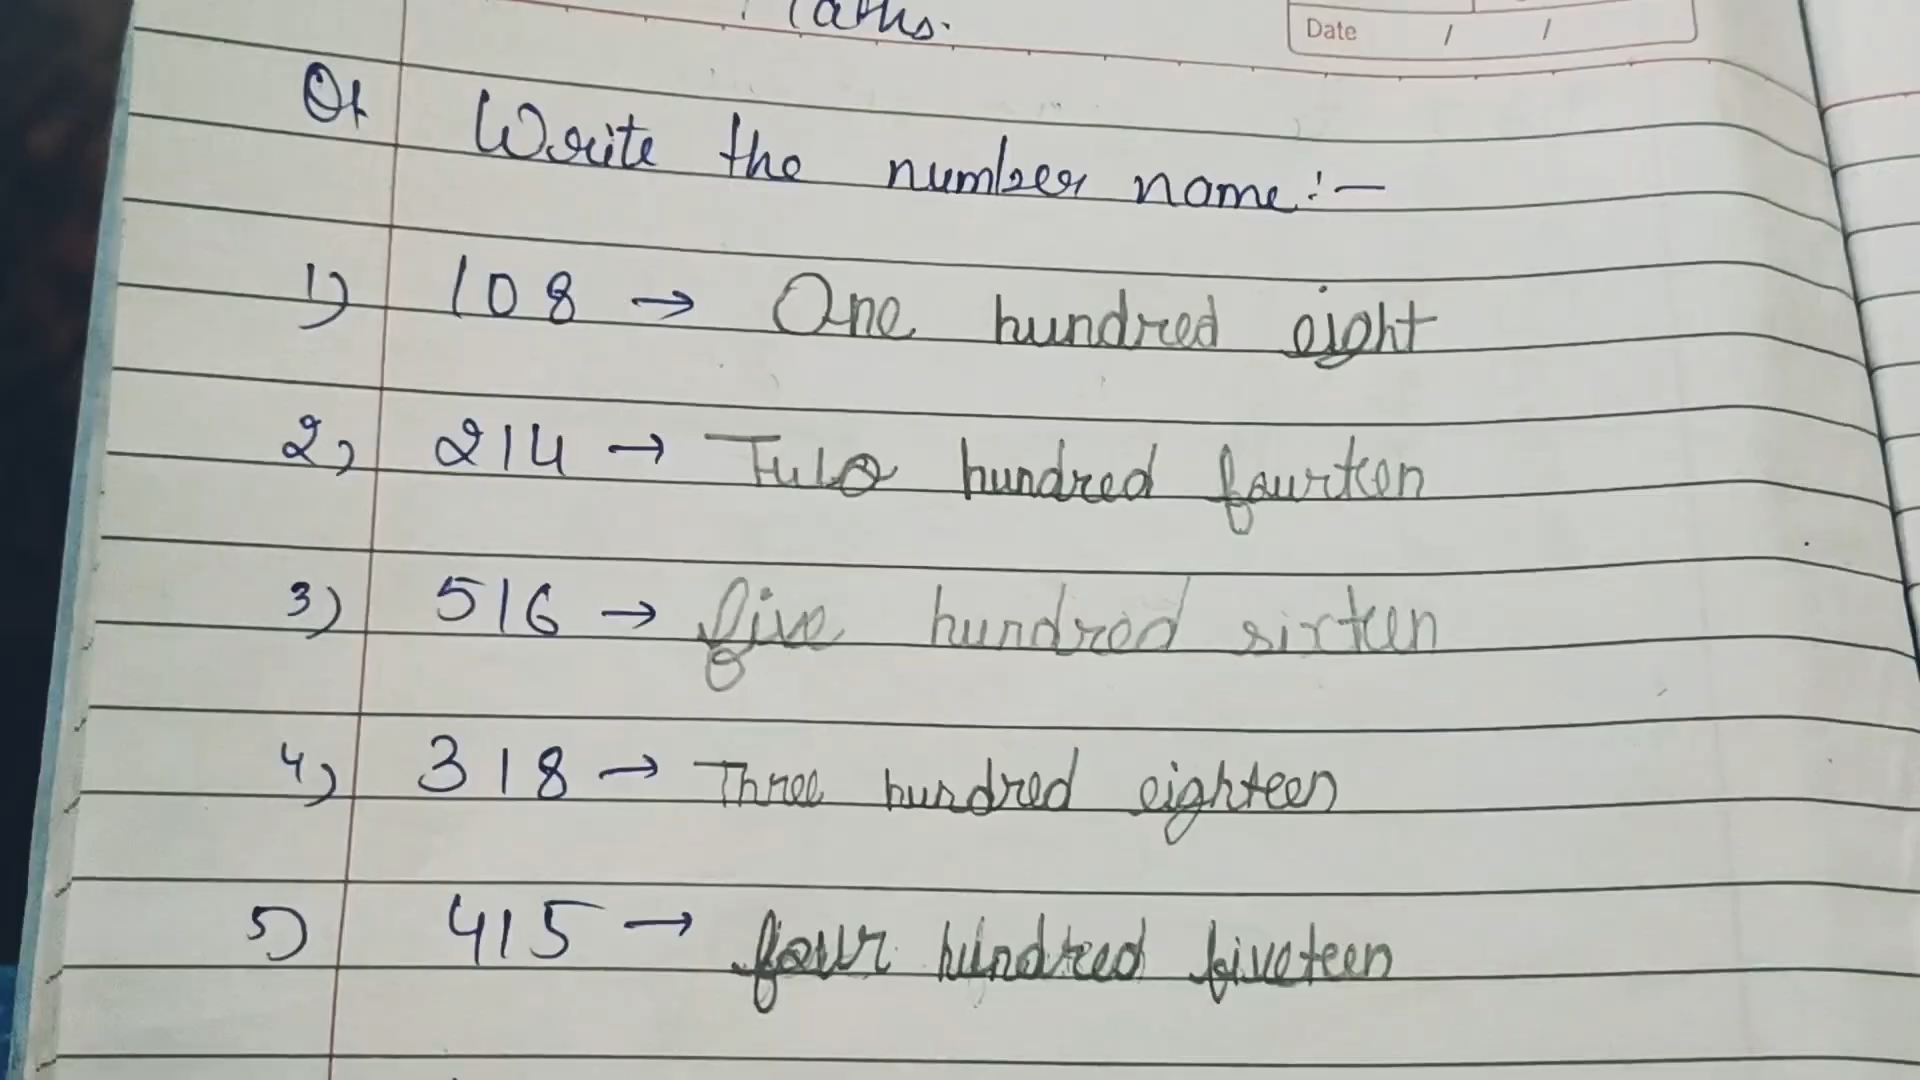 Maths.
Date / /
Q1 Write the number name:-
1) 108 → One hundred eight
2) 214 → Two hundred fourteen
3) 516 → five hundred sixteen
4) 318 → Three hundred eighteen
5) 415 → four hundred fiveteen